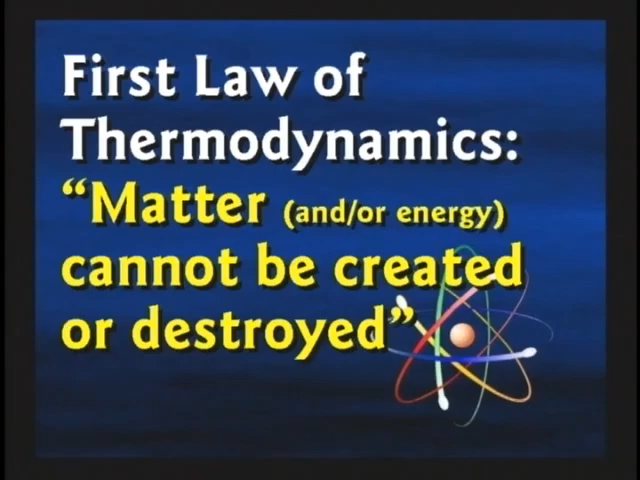 First Law of
Thermodynamics:
“Matter (and/or energy)
cannot be created
or destroyed”